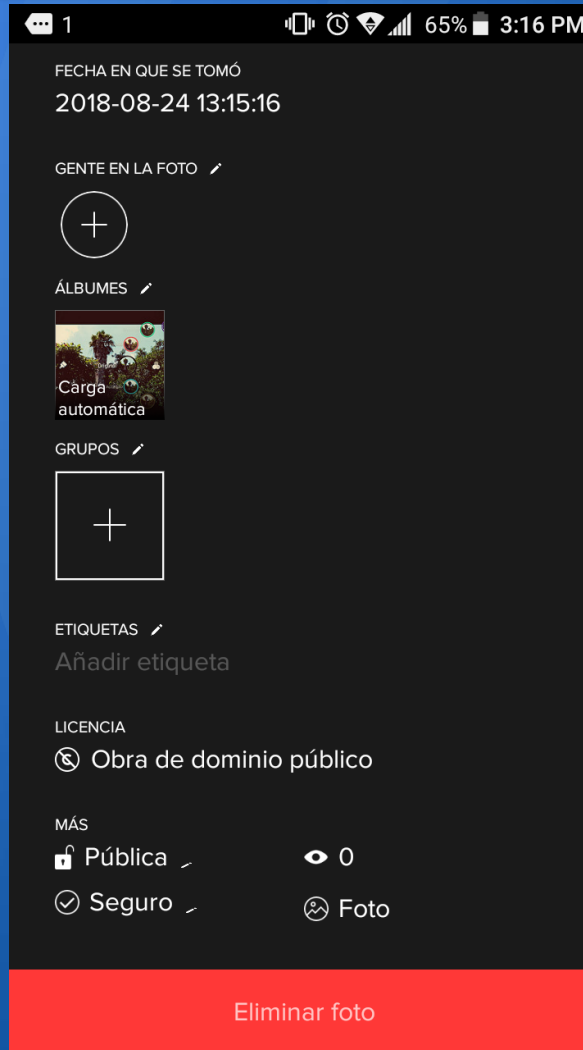 1
65% 3:16 PM
FECHA EN QUE SE TOMÓ
2018-08-24 13:15:16
GENTE EN LA FOTO
ÁLBUMES
Carga
automática
GRUPOS
ETIQUETAS
Añadir etiqueta
LICENCIA
Obra de dominio público
MÁS
Pública 0
Seguro Foto
Eliminar foto